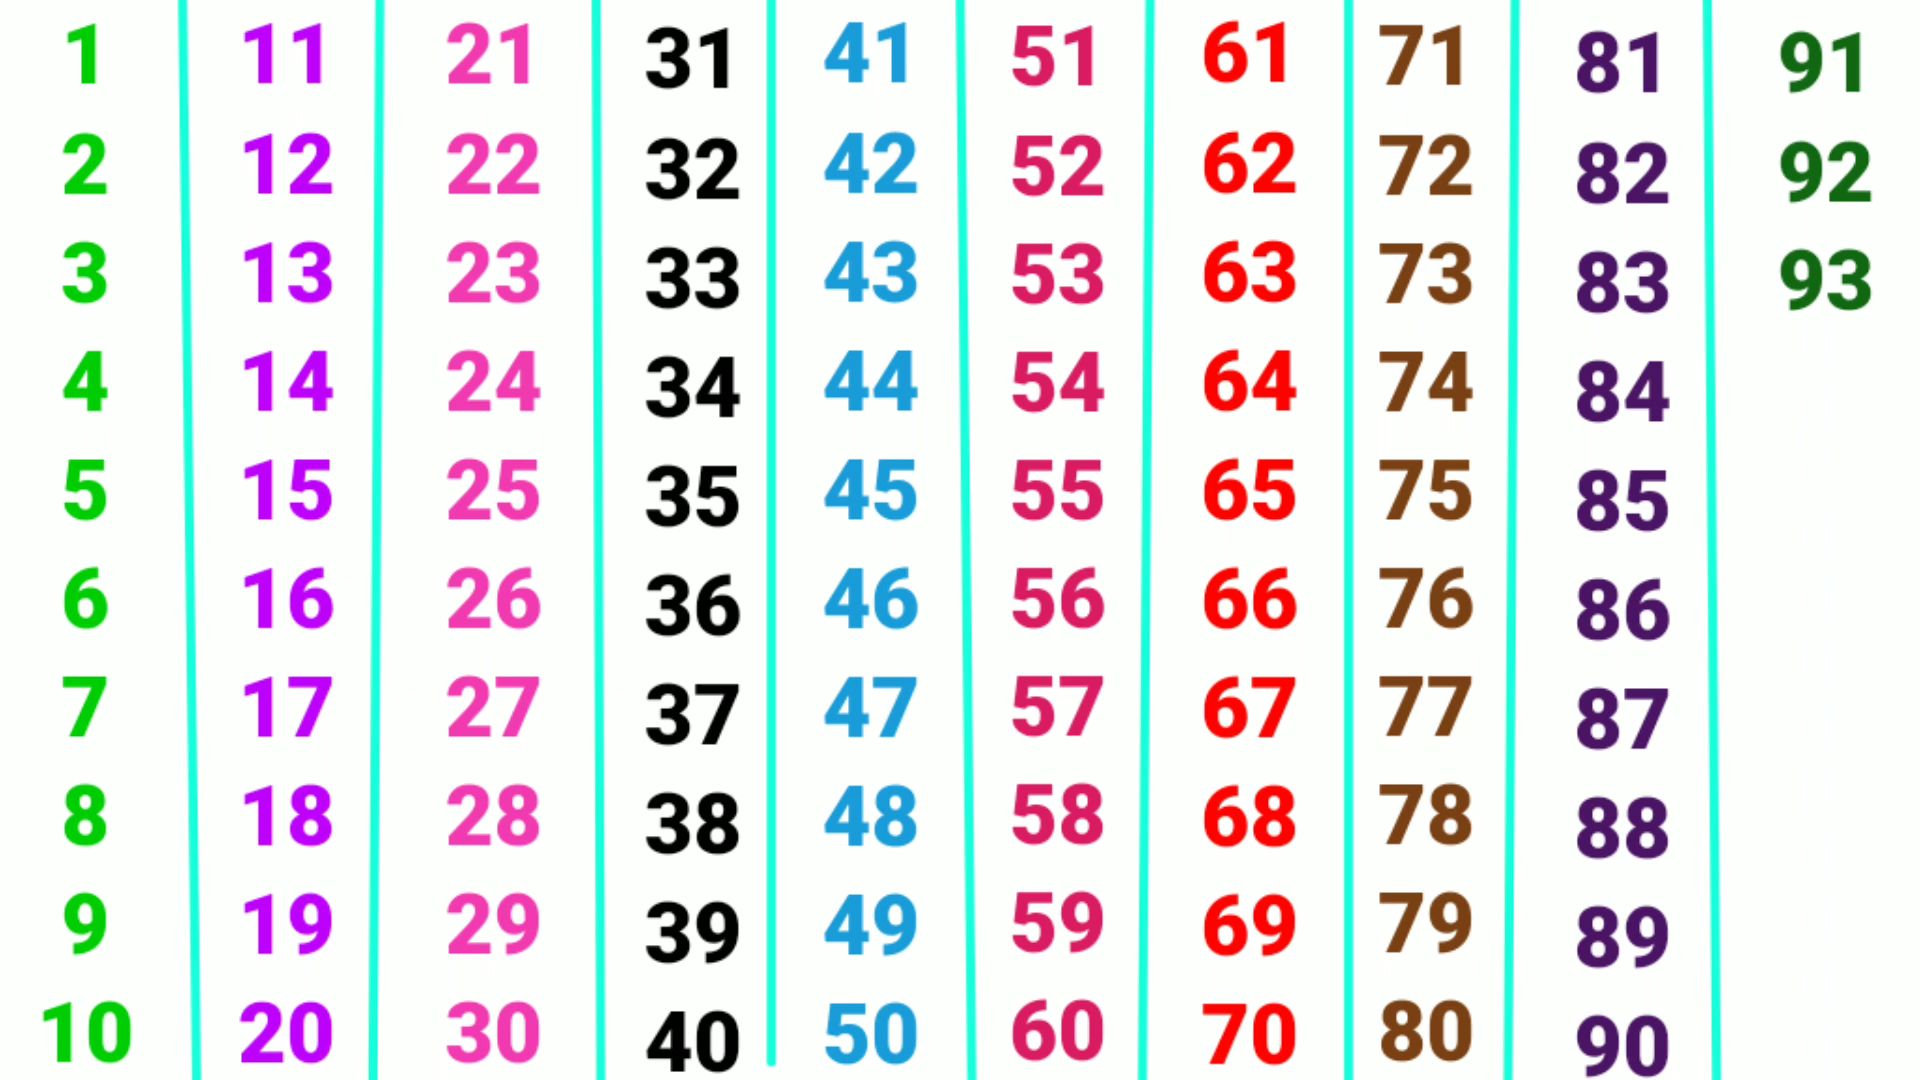 1 11 21 31 41 51 61 71 81 91
2 12 22 32 42 52 62 72 82 92
3 13 23 33 43 53 63 73 83 93
4 14 24 34 44 54 64 74 84
5 15 25 35 45 55 65 75 85
6 16 26 36 46 56 66 76 86
7 17 27 37 47 57 67 77 87
8 18 28 38 48 58 68 78 88
9 19 29 39 49 59 69 79 89
10 20 30 40 50 60 70 80 90